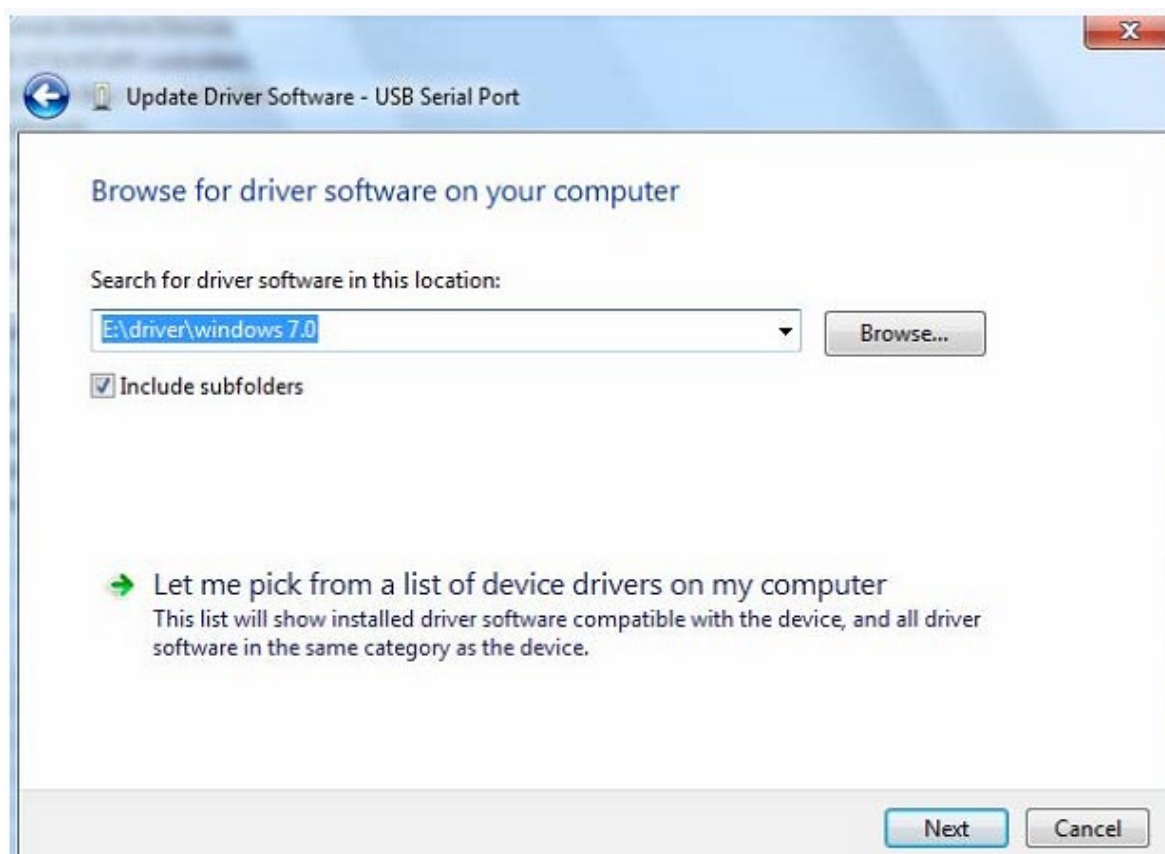 Update Driver Software - USB Serial Port
Browse for driver software on your computer
Search for driver software in this location:
E:\driver\windows 7.0
Browse...
Include subfolders
Let me pick from a list of device drivers on my computer
This list will show installed driver software compatible with the device, and all driver
software in the same category as the device.
Next
Cancel